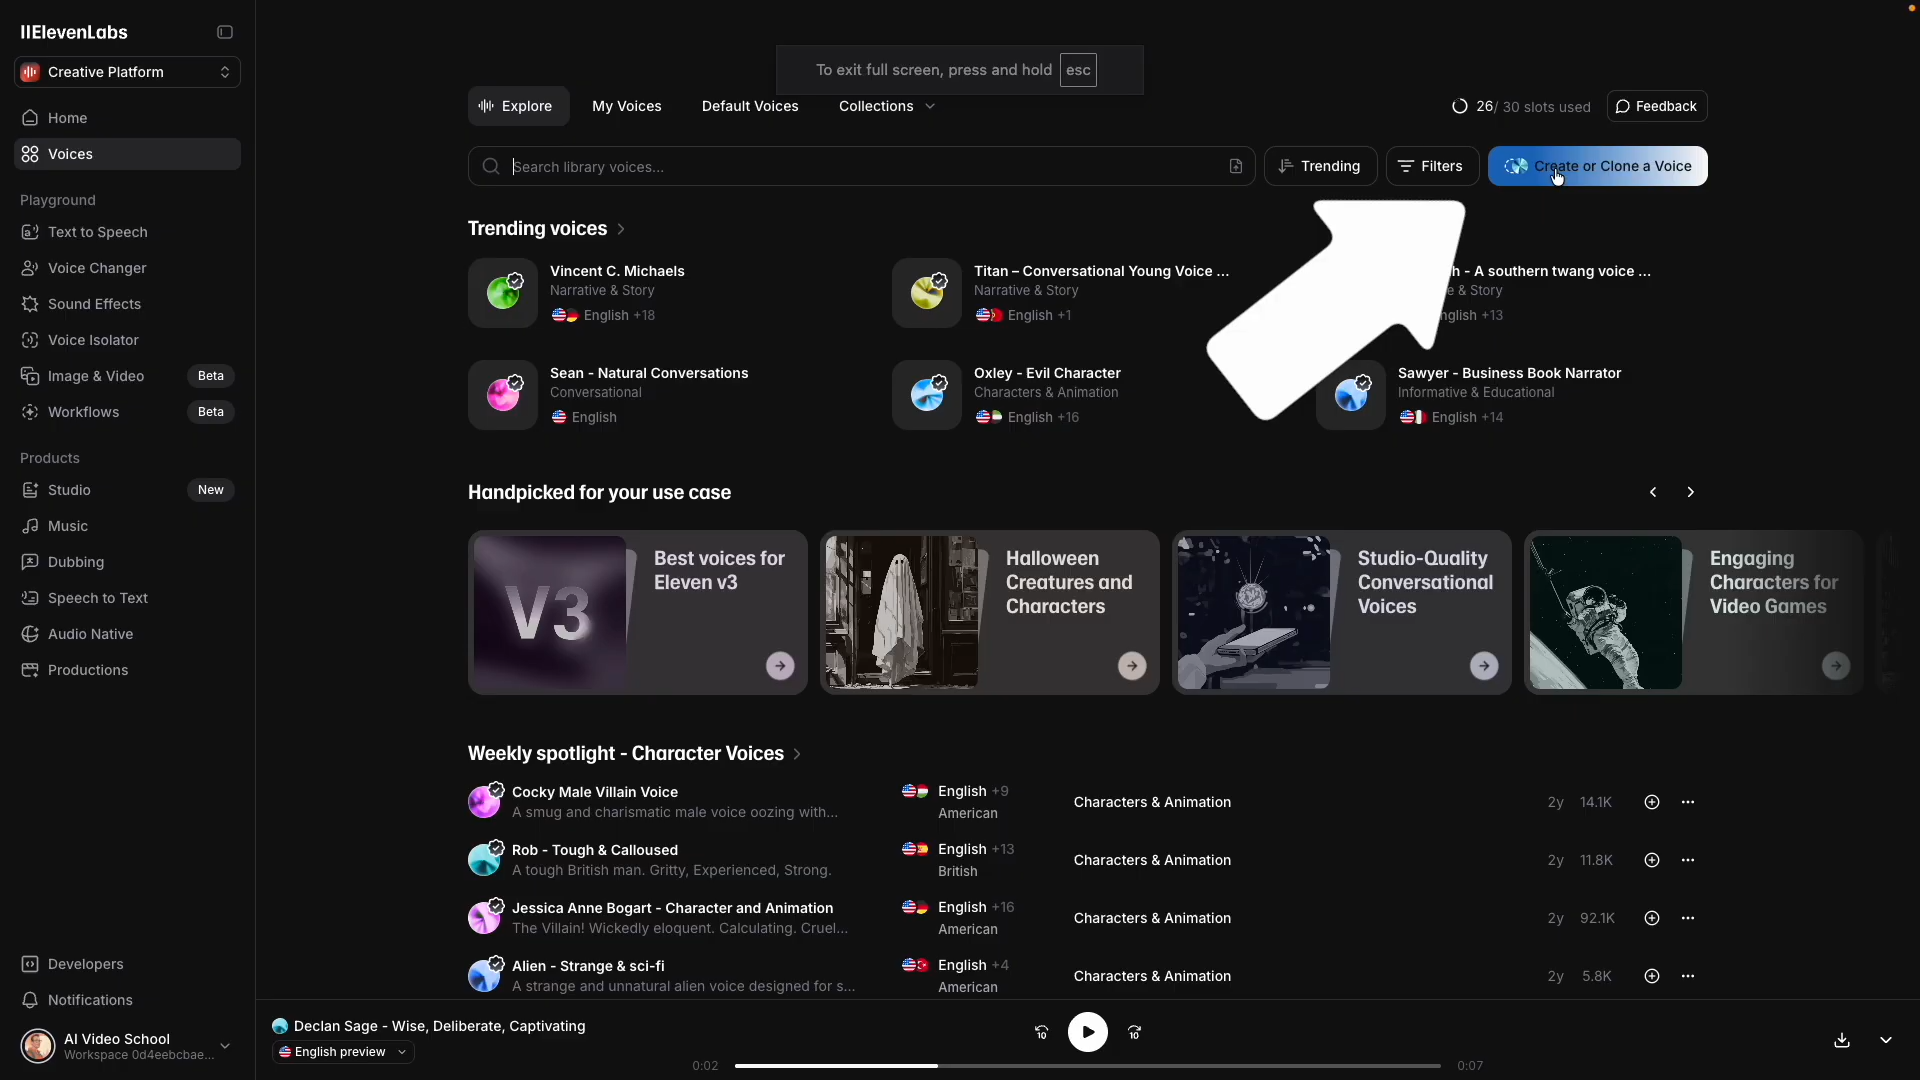 IIElevenLabs
Creative Platform
Home
Voices
Playground
Text to Speech
Voice Changer
Sound Effects
Voice Isolator
Image & Video Beta
Workflows Beta
Products
Studio New
Music
Dubbing
Speech to Text
Audio Native
Productions
Developers
Notifications
AI Video School
Workspace 0d4eebcbae...
To exit full screen, press and hold esc
Explore My Voices Default Voices Collections 26/ 30 slots used Feedback
Search library voices... Trending Filters Create or Clone a Voice
Trending voices
Vincent C. Michaels
Narrative & Story
English +18
Titan – Conversational Young Voice ...
Narrative & Story
English +1
h - A southern twang voice ...
e & Story
nglish +13
Sean - Natural Conversations
Conversational
English
Oxley - Evil Character
Characters & Animation
English +16
Sawyer - Business Book Narrator
Informative & Educational
English +14
Handpicked for your use case
V3
Best voices for
Eleven v3
Halloween
Creatures and
Characters
Studio-Quality
Conversational
Voices
Engaging
Characters for
Video Games
Weekly spotlight - Character Voices
Cocky Male Villain Voice
A smug and charismatic male voice oozing with...
English +9
American
Characters & Animation
2y 14.1K
Rob - Tough & Calloused
A tough British man. Gritty, Experienced, Strong.
English +13
British
Characters & Animation
2y 11.8K
Jessica Anne Bogart - Character and Animation
The Villain! Wickedly eloquent. Calculating. Cruel...
English +16
American
Characters & Animation
2y 92.1K
Alien - Strange & sci-fi
A strange and unnatural alien voice designed for s...
English +4
American
Characters & Animation
2y 5.8K
Declan Sage - Wise, Deliberate, Captivating
English preview
10
10
0:02
0:07